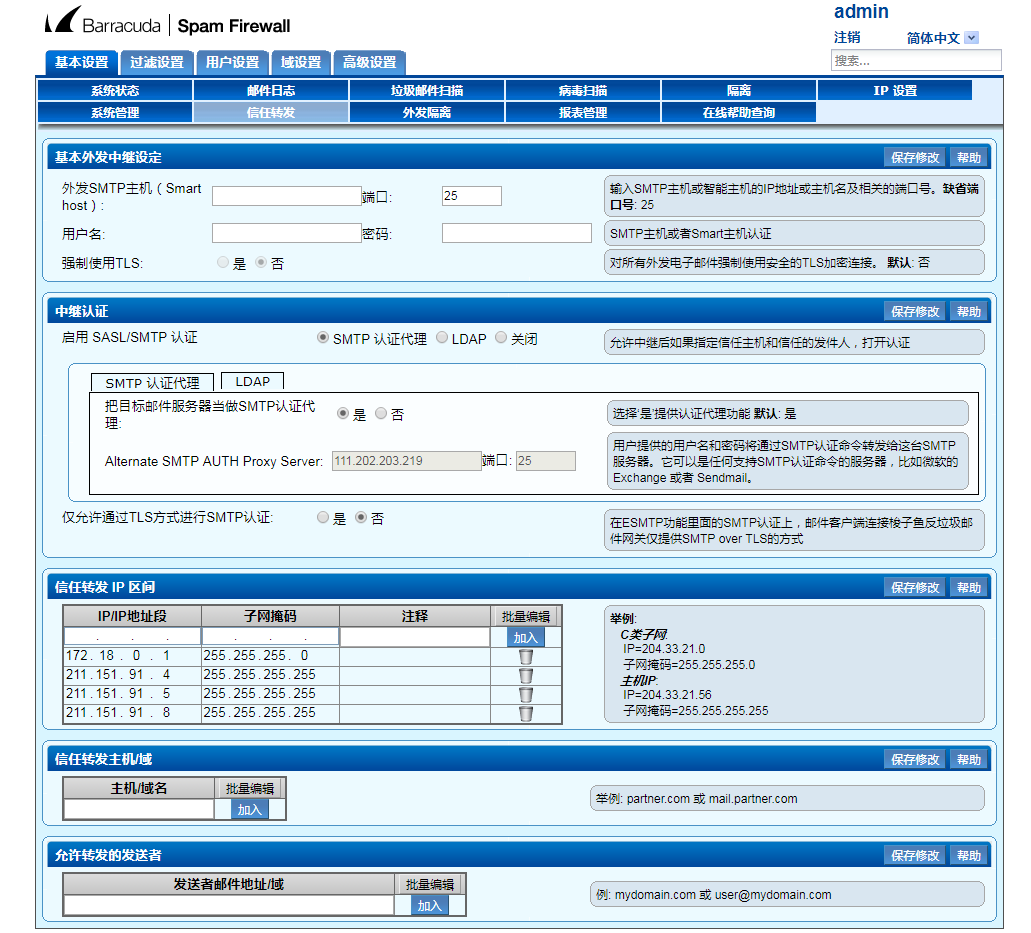 Barracuda | Spam Firewall
admin
注销 简体中文
搜索...
基本设置 过滤设置 用户设置 域设置 高级设置
系统状态 邮件日志 垃圾邮件扫描 病毒扫描 隔离 IP 设置
系统管理 信任转发 外发隔离 报表管理 在线帮助查询
基本外发中继设定 保存修改 帮助
外发SMTP主机（Smart
host）: 端口: 25
输入SMTP主机或智能主机的IP地址或主机名及相关的端口号。缺省端
口号: 25
用户名: 密码: SMTP主机或者Smart主机认证
强制使用TLS: 是 否 对所有外发电子邮件强制使用安全的TLS加密连接。 默认: 否
中继认证 保存修改 帮助
启用 SASL/SMTP 认证 SMTP 认证代理 LDAP 关闭 允许中继后如果指定信任主机和信任的发件人，打开认证
SMTP 认证代理 LDAP
把目标邮件服务器当做SMTP认证代
理: 是 否 选择'是'提供认证代理功能 默认: 是
Alternate SMTP AUTH Proxy Server: 111.202.203.219 端口: 25
用户提供的用户名和密码将通过SMTP认证命令转发给这台SMTP
服务器。它可以是任何支持SMTP认证命令的服务器，比如微软的
Exchange 或者 Sendmail。
仅允许通过TLS方式进行SMTP认证: 是 否
在ESMTP功能里面的SMTP认证上，邮件客户端连接梭子鱼反垃圾邮
件网关仅提供SMTP over TLS的方式
信任转发 IP 区间 保存修改 帮助
IP/IP地址段 子网掩码 注释 批量编辑
. . . . . . 加入
172. 18 . 0 . 1 255.255.255. 0
211.151. 91 . 4 255.255.255.255
211.151. 91 . 5 255.255.255.255
211.151. 91 . 8 255.255.255.255
举例:
C类子网:
IP=204.33.21.0
子网掩码=255.255.255.0
主机IP:
IP=204.33.21.56
子网掩码=255.255.255.255
信任转发主机/域 保存修改 帮助
主机/域名 批量编辑
加入
举例: partner.com 或 mail.partner.com
允许转发的发送者 保存修改 帮助
发送者邮件地址/域 批量编辑
加入
例: mydomain.com 或 user@mydomain.com